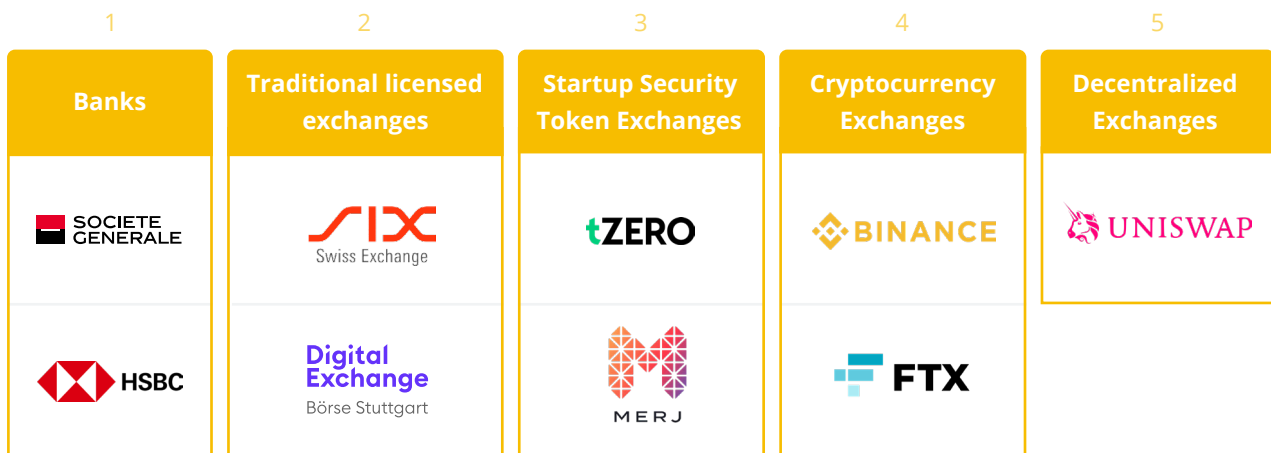 1
2
3
4
5
Banks
Traditional licensed
exchanges
Startup Security
Token Exchanges
Cryptocurrency
Exchanges
Decentralized
Exchanges
SOCIETE
GENERALE
SIX
Swiss Exchange
tZERO
BINANCE
UNISWAP
HSBC
Digital
Exchange
Börse Stuttgart
MERJ
FTX